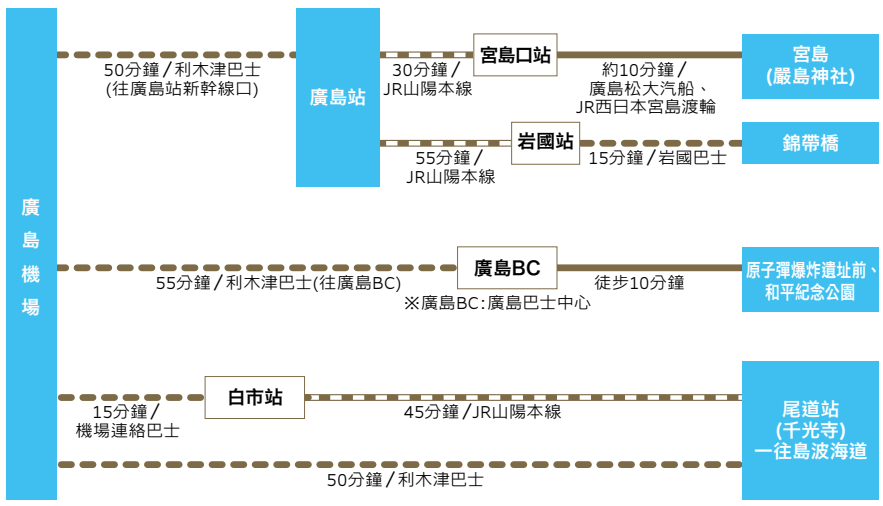 廣島機場
50分鐘/利木津巴士
(往廣島站新幹線口)
廣島站
30分鐘/
JR山陽本線
宮島口站
約10分鐘/
廣島松大汽船、
JR西日本宮島渡輪
宮島
(嚴島神社)
55分鐘/
JR山陽本線
岩國站
15分鐘/岩國巴士
錦帶橋
55分鐘/利木津巴士(往廣島BC)
廣島BC
※廣島BC:廣島巴士中心
徒步10分鐘
原子彈爆炸遺址前、
和平紀念公園
15分鐘/
機場連絡巴士
白市站
45分鐘/JR山陽本線
50分鐘/利木津巴士
尾道站
(千光寺)
一往島波海道